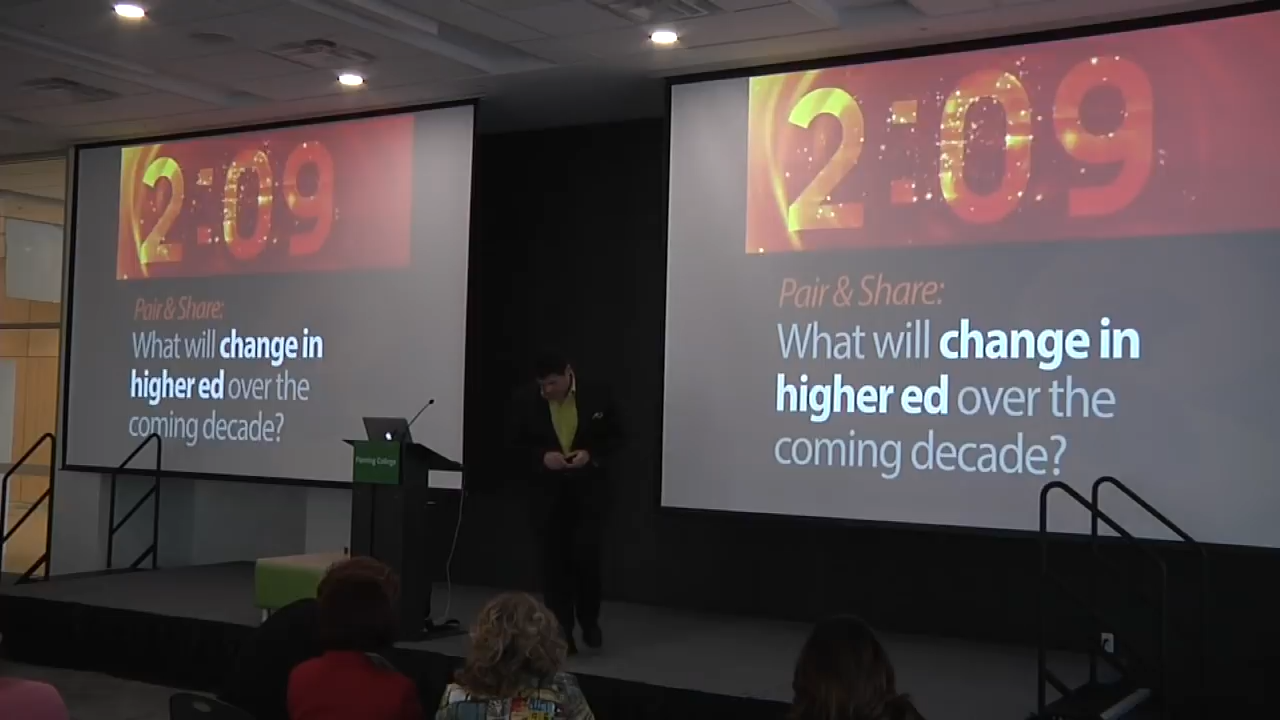 2:09
Pair & Share:
What will change in
higher ed over the
coming decade?
2:09
Pair & Share:
What will change in
higher ed over the
coming decade?